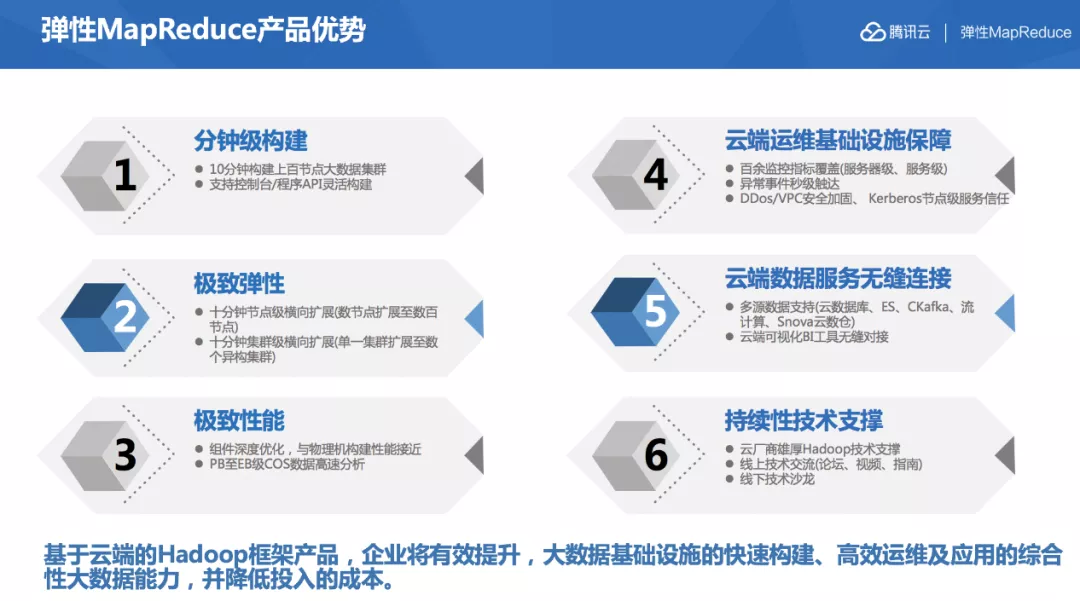 弹性MapReduce产品优势
腾讯云 | 弹性MapReduce
1
分钟级构建
● 10分钟构建上百节点大数据集群
● 支持控制台/程序API灵活构建
2
极致弹性
● 十分钟节点级横向扩展(数节点扩展至数百
节点)
● 十分钟集群级横向扩展(单一集群扩展至数
个异构集群)
3
极致性能
● 组件深度优化，与物理机构建性能接近
● PB至EB级COS数据高速分析
4
云端运维基础设施保障
● 百余监控指标覆盖(服务器级、服务级)
● 异常事件秒级触达
● DDos/VPC安全加固、 Kerberos节点级服务信任
5
云端数据服务无缝连接
● 多源数据支持(云数据库、ES、CKafka、流
计算、Snova云数仓)
● 云端可视化BI工具无缝对接
6
持续性技术支撑
● 云厂商雄厚Hadoop技术支撑
● 线上技术交流(论坛、视频、指南)
● 线下技术沙龙
基于云端的Hadoop框架产品，企业将有效提升，大数据基础设施的快速构建、高效运维及应用的综合
性大数据能力，并降低投入的成本。